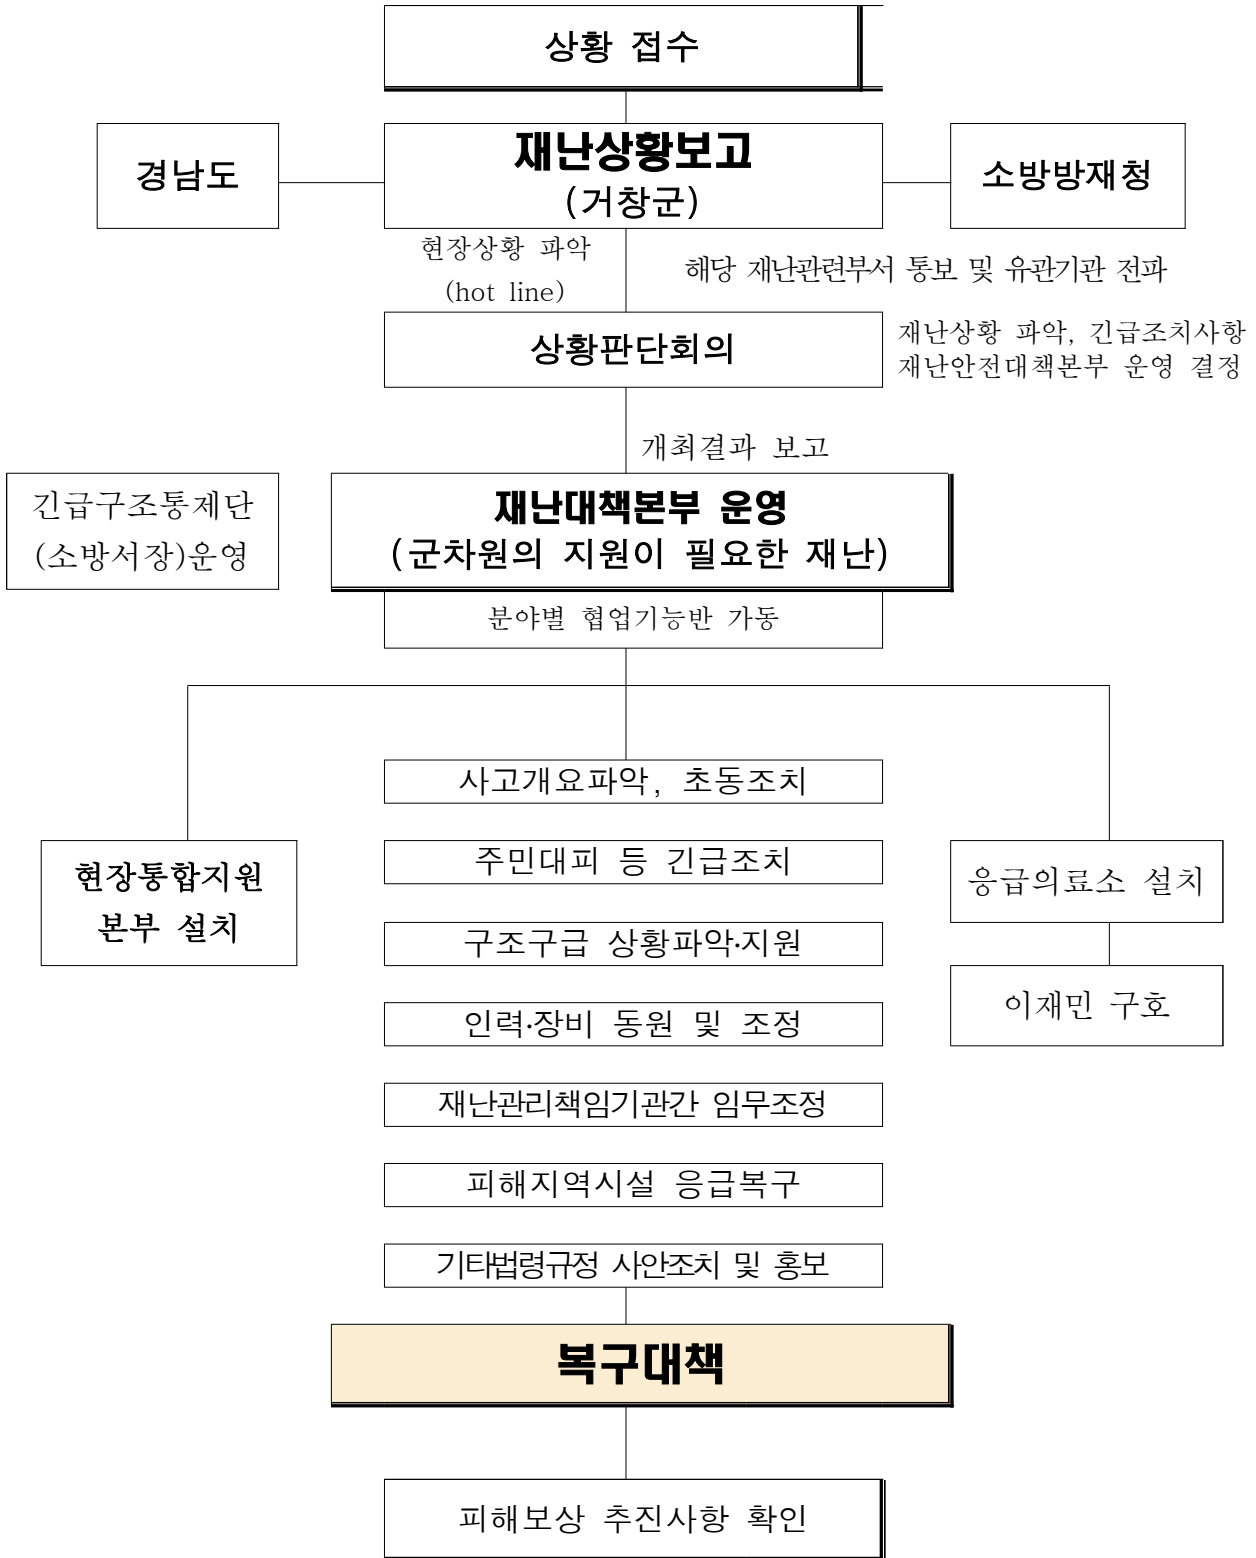 상황 접수
경남도
재난상황보고
(거창군)
소방방재청
현장상황 파악
(hot line)
해당 재난관련부서 통보 및 유관기관 전파
상황판단회의
재난상황 파악, 긴급조치사항
재난안전대책본부 운영 결정
개최결과 보고
긴급구조통제단
(소방서장)운영
재난대책본부 운영
(군차원의 지원이 필요한 재난)
분야별 협업기능반 가동
사고개요파악, 초동조치
현장통합지원
본부 설치
주민대피 등 긴급조치
응급의료소 설치
구조구급 상황파악·지원
이재민 구호
인력·장비 동원 및 조정
재난관리책임기관간 임무조정
피해지역시설 응급복구
기타법령규정 사안조치 및 홍보
복구대책
피해보상 추진사항 확인